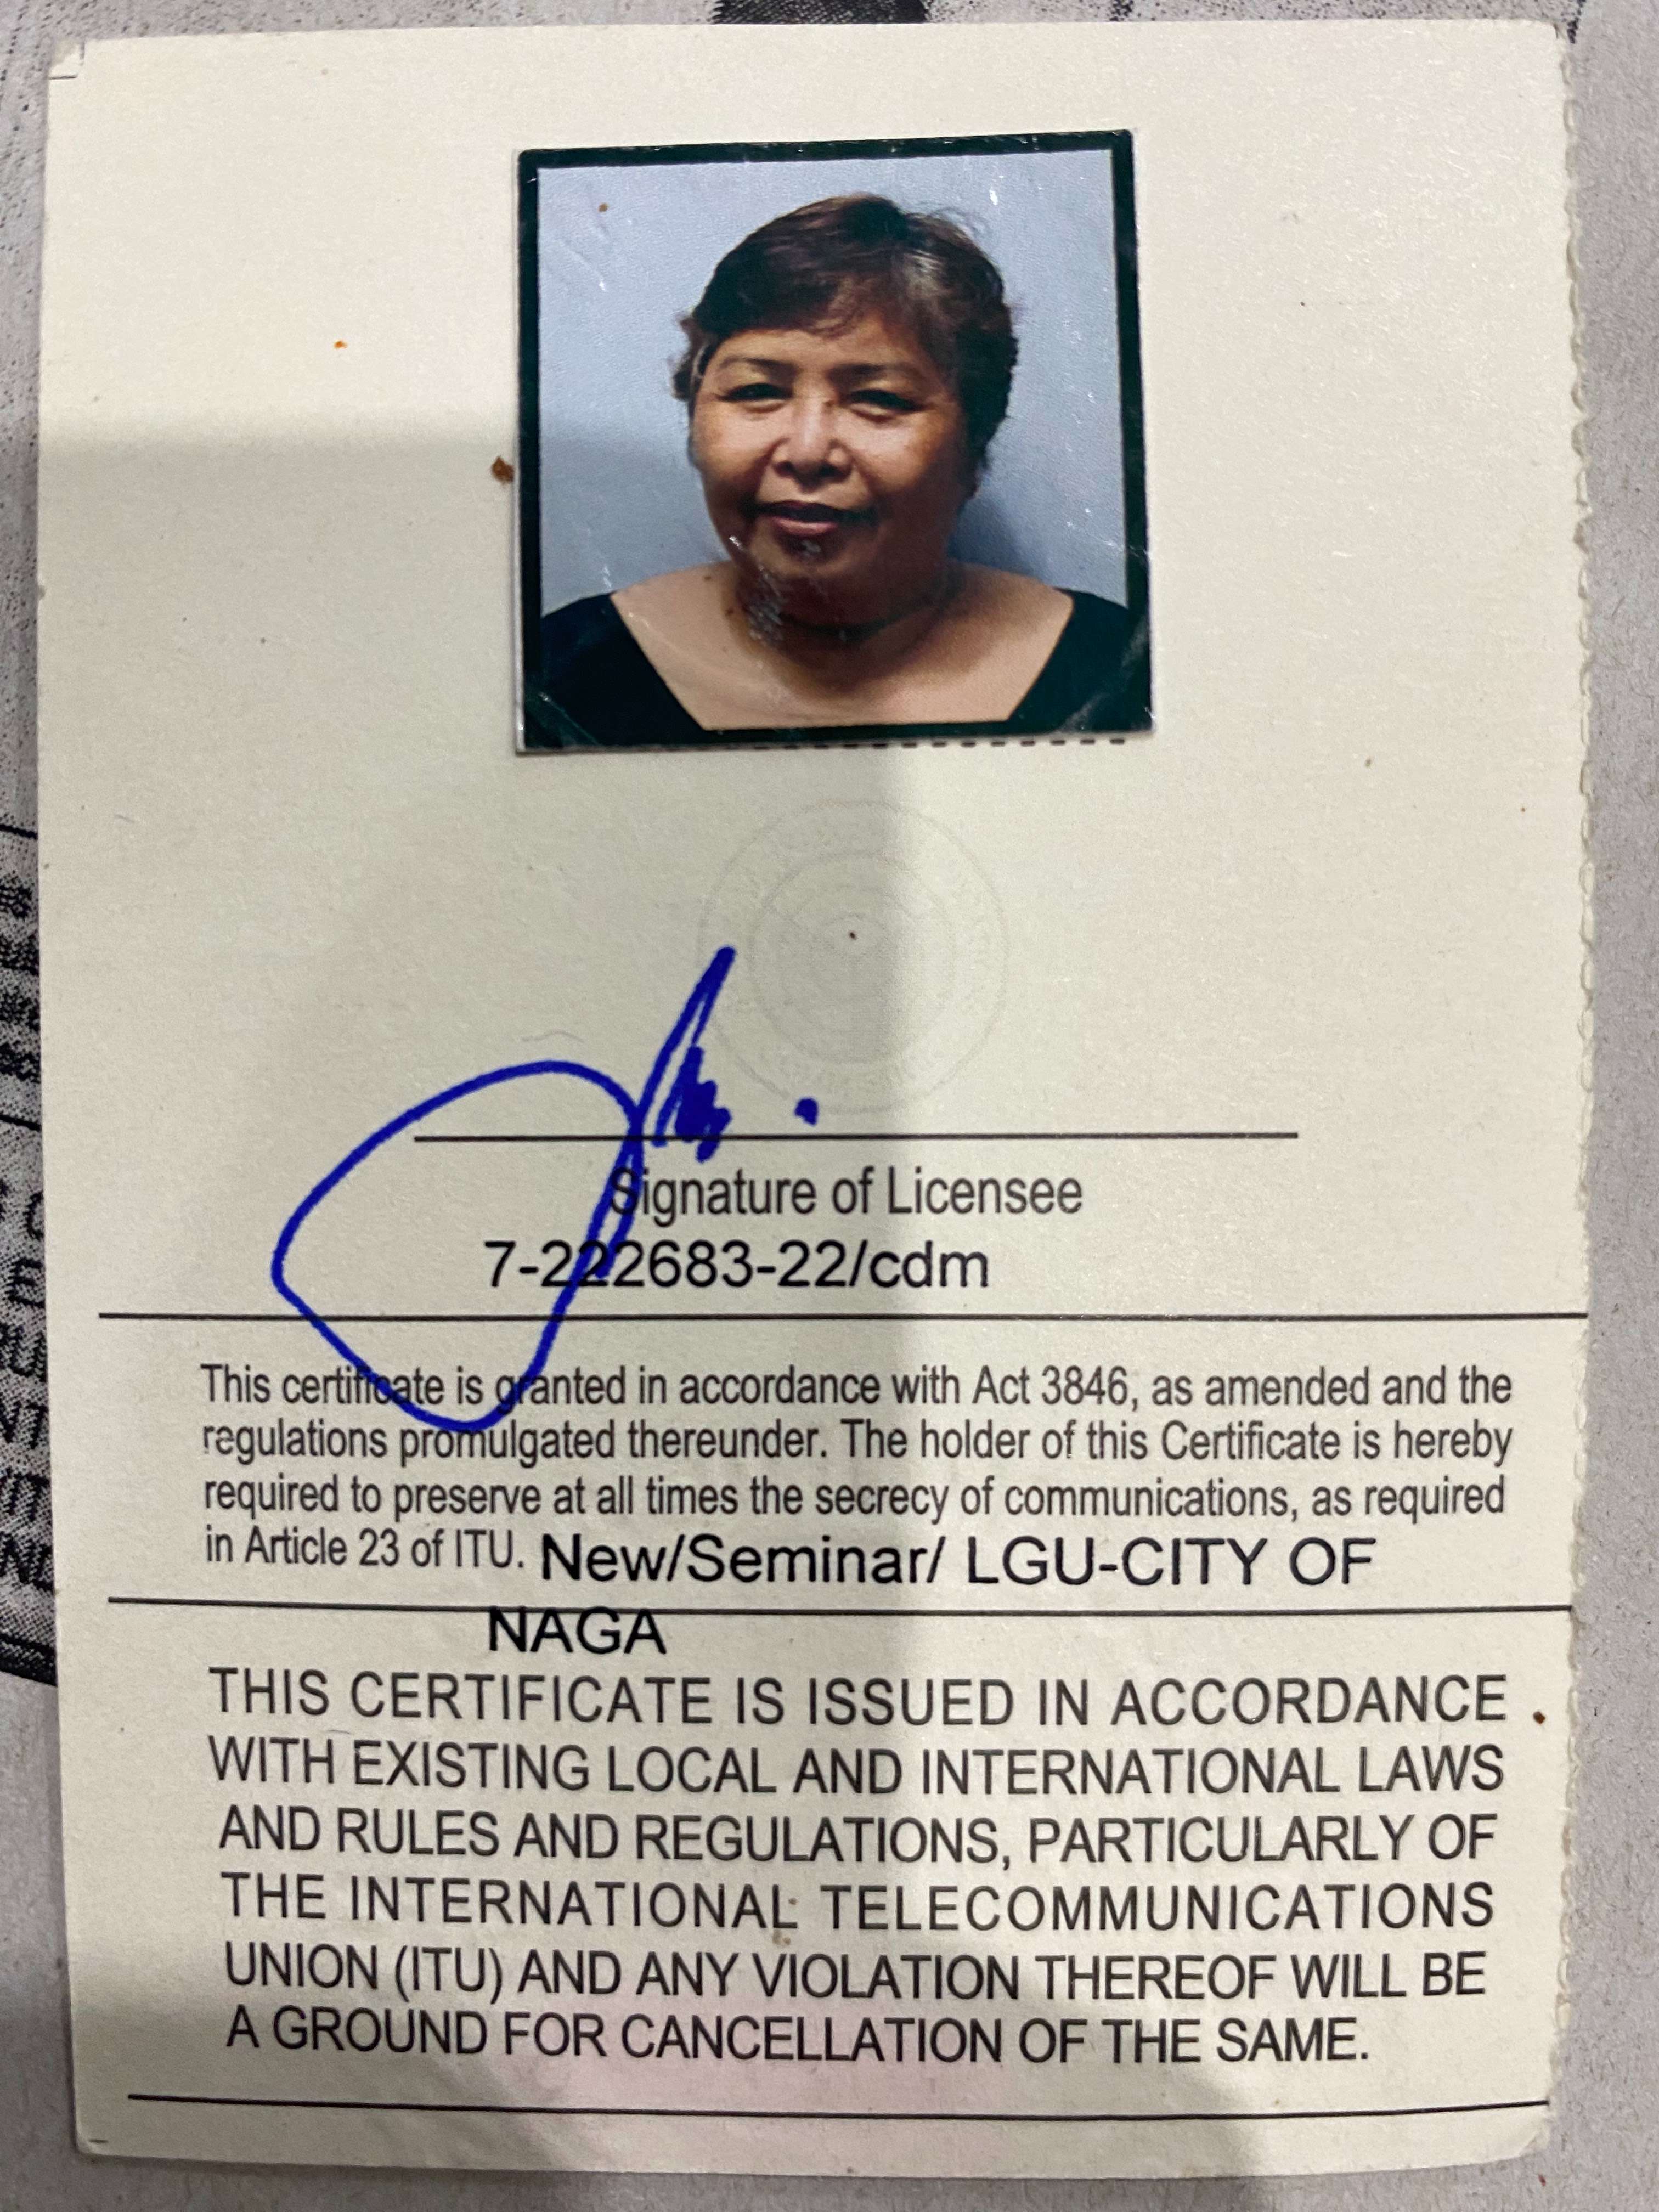 Signature of Licensee
7-222683-22/cdm
This certificate is granted in accordance with Act 3846, as amended and the
regulations promulgated thereunder. The holder of this Certificate is hereby
required to preserve at all times the secrecy of communications, as required
in Article 23 of ITU. New/Seminar/ LGU-CITY OF
NAGA
THIS CERTIFICATE IS ISSUED IN ACCORDANCE
WITH EXISTING LOCAL AND INTERNATIONAL LAWS
AND RULES AND REGULATIONS, PARTICULARLY OF
THE INTERNATIONAL TELECOMMUNICATIONS
UNION (ITU) AND ANY VIOLATION THEREOF WILL BE
A GROUND FOR CANCELLATION OF THE SAME.